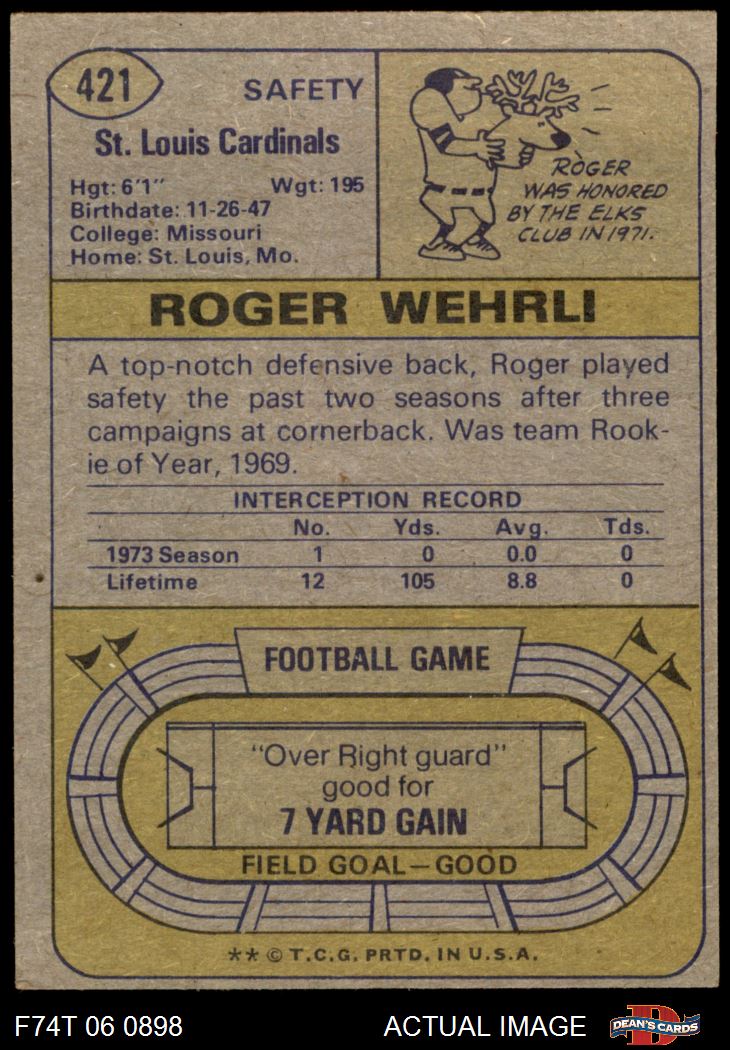 421
SAFETY
St. Louis Cardinals
Hgt: 6'1" Wgt: 195
Birthdate: 11-26-47
College: Missouri
Home: St. Louis, Mo.
ROGER
WAS HONORED
BY THE ELKS
CLUB IN 1971.
ROGER WEHRLI
A top-notch defensive back, Roger played
safety the past two seasons after three
campaigns at cornerback. Was team Rook-
ie of Year, 1969.
INTERCEPTION RECORD
No. Yds. Avg. Tds.
1973 Season 1 0 0.0 0
Lifetime 12 105 8.8 0
FOOTBALL GAME
"Over Right guard"
good for
7 YARD GAIN
FIELD GOAL—GOOD
** © T.C.G. PRTD. IN U.S.A.
F74T 06 0898 ACTUAL IMAGE D DEAN'S CARDS